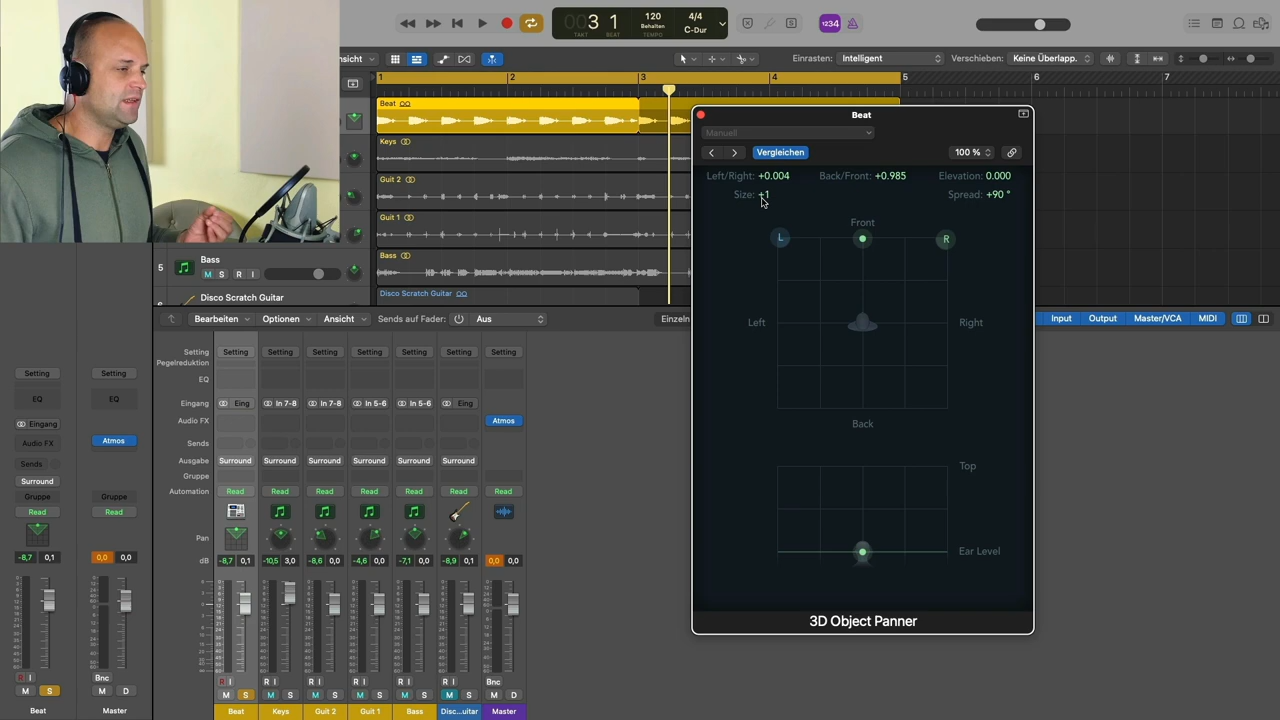 3 1
TAKT BEAT
120
Behalten
TEMPO
4/4
C-Dur
1234
nsicht
Einrasten: Intelligent
Verschieben: Keine Überlapp.
1 2 3 4 5 6 7
Beat
Keys
Guit 2
Guit 1
Bass
Disco Scratch Guitar
5 Bass
M S R I
Disco Scratch Guitar
Beat
Manuell
Vergleichen
100 %
Left/Right: +0.004 Back/Front: +0.985 Elevation: 0.000
Size: +1 Spread: +90 °
Front
L R
Left Right
Back
Top
Ear Level
3D Object Panner
Bearbeiten Optionen Ansicht Sends auf Fader: Aus Einzeln
Input Output Master/VCA MIDI
Setting Setting Setting Setting Setting Setting Setting Setting
Pegelreduktion
EQ
Eingang Eing In 7-8 In 7-8 In 5-6 In 5-6 Eing
Audio FX Atmos
Sends
Ausgabe Surround Surround Surround Surround Surround Surround
Gruppe
Automation Read Read Read Read Read Read Read
Pan
dB -8,7 0,1 -10,5 3,0 -8,6 0,0 -4,6 0,0 -7,1 0,0 -8,9 0,1 0,0 0,0
R I R I R I R I R I R I Bnc
M S M S M S M S M S M S M D
Beat Keys Guit 2 Guit 1 Bass Disc...uitar Master
Setting Setting
EQ EQ
Eingang
Audio FX Atmos
Sends
Surround
Gruppe Gruppe
Read Read
-8,7 0,1 0,0 0,0
R I Bnc
M S M D
Beat Master